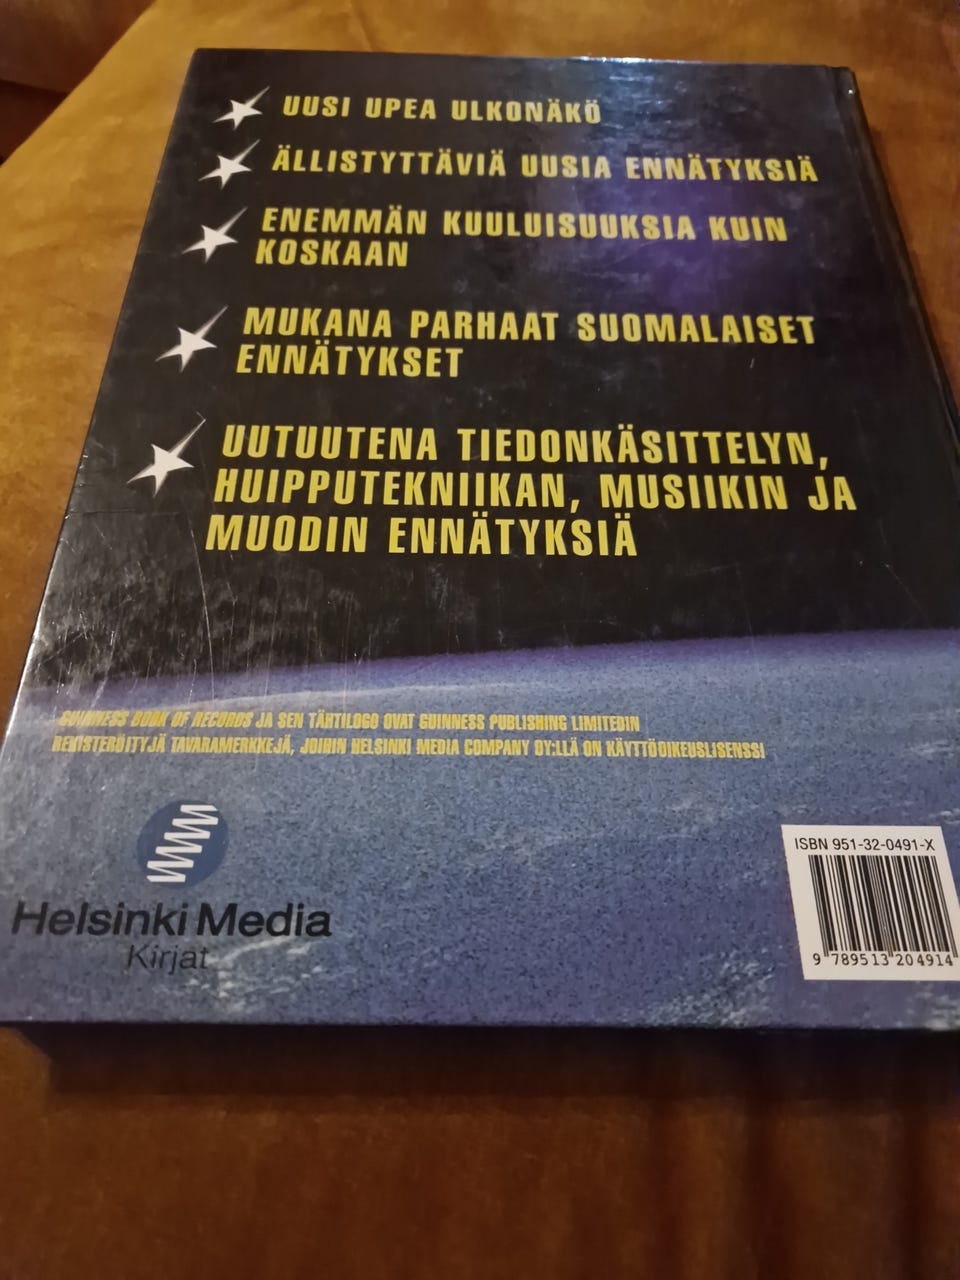 UUSI UPEA ULKONÄKÖ
ÄLLISTYTTÄVIÄ UUSIA ENNÄTYKSIÄ
ENEMMÄN KUULUISUUKSIA KUIN
KOSKAAN
MUKANA PARHAAT SUOMALAISET
ENNÄTYKSET
UUTUUTENA TIEDONKÄSITTELYN,
HUIPPUTEKNIIKAN, MUSIIKIN JA
MUODIN ENNÄTYKSIÄ
GUINNESS BOOK OF RECORDS JA SEN TÄHTILOGO OVAT GUINNESS PUBLISHING LIMITEDIN
REKISTERÖITYJÄ TAVARAMERKKEJÄ, JOIHIN HELSINKI MEDIA COMPANY OY:LLÄ ON KÄYTTÖOIKEUSLISENSSI
Helsinki Media
Kirjat
ISBN 951-32-0491-X
9 789513 204914